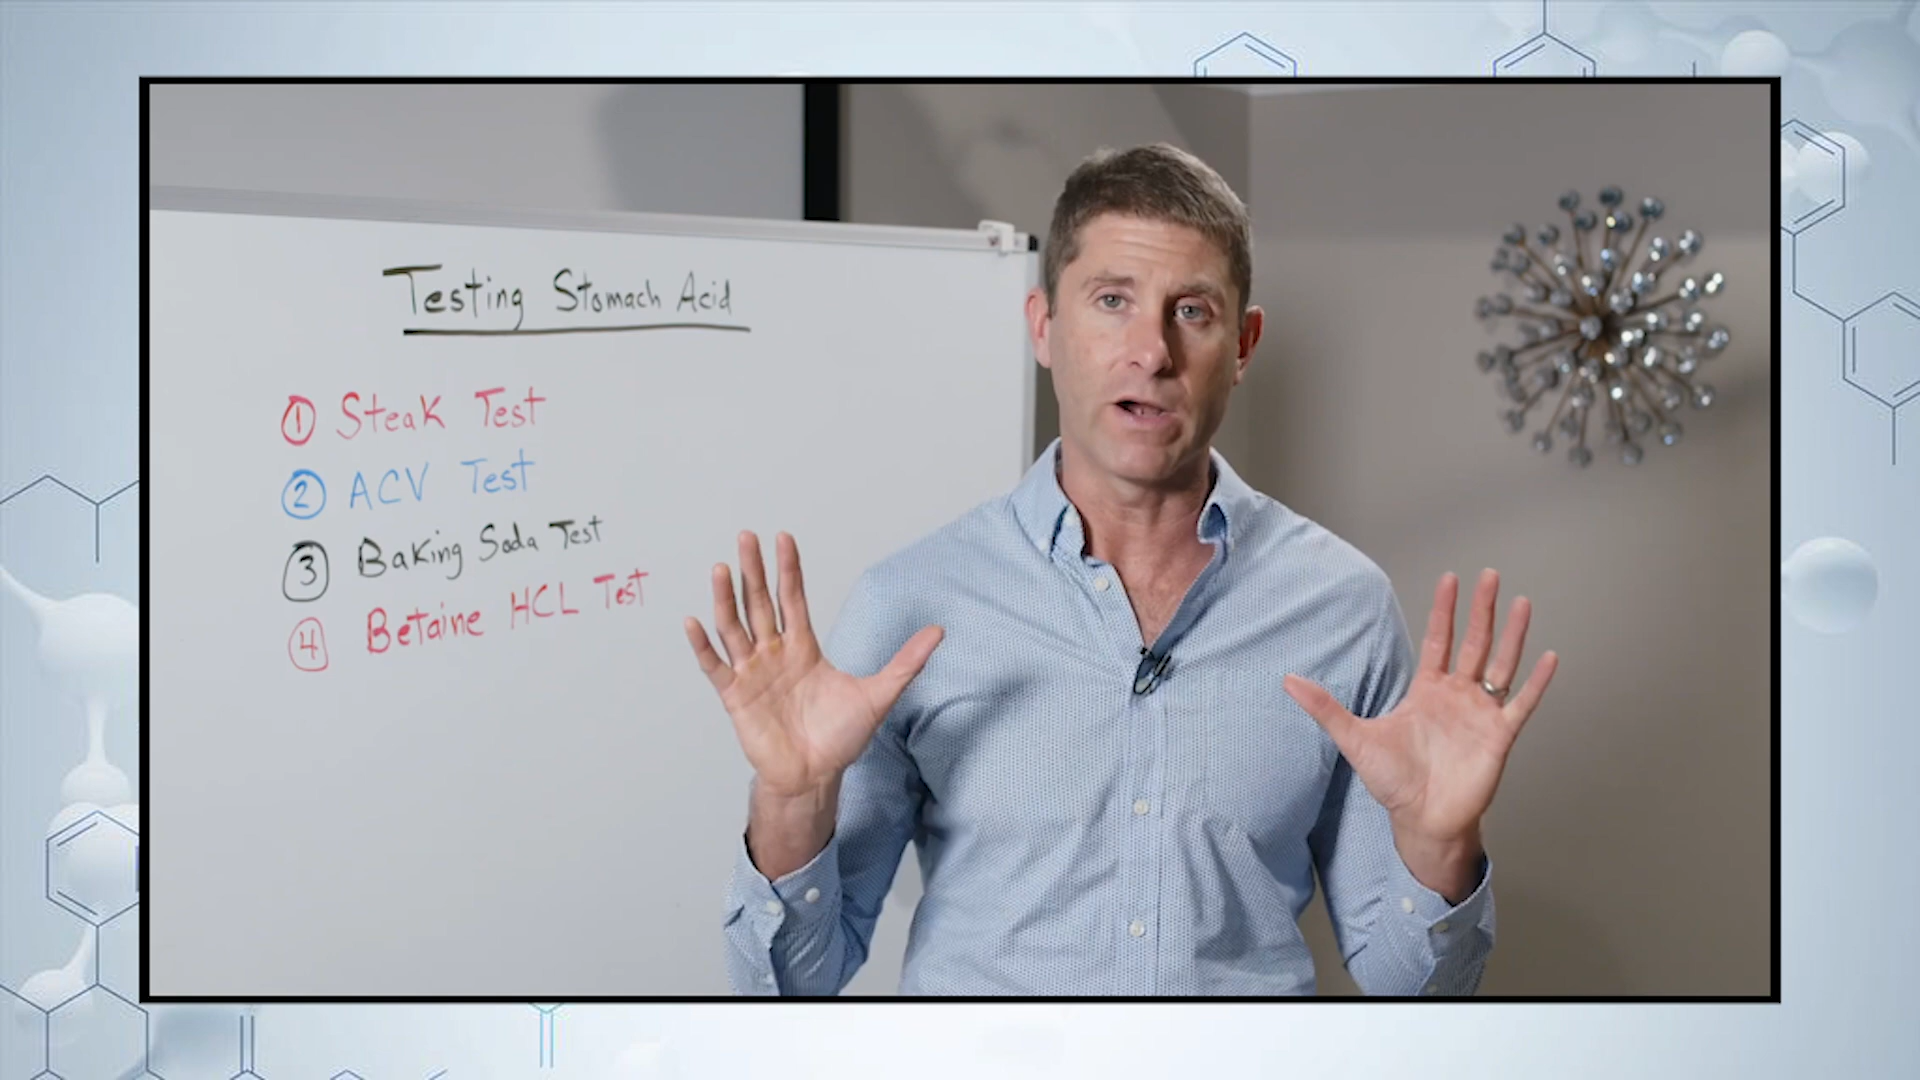 Testing Stomach Acid
① Steak Test
② ACV Test
③ Baking Soda Test
④ Betaine HCL Test